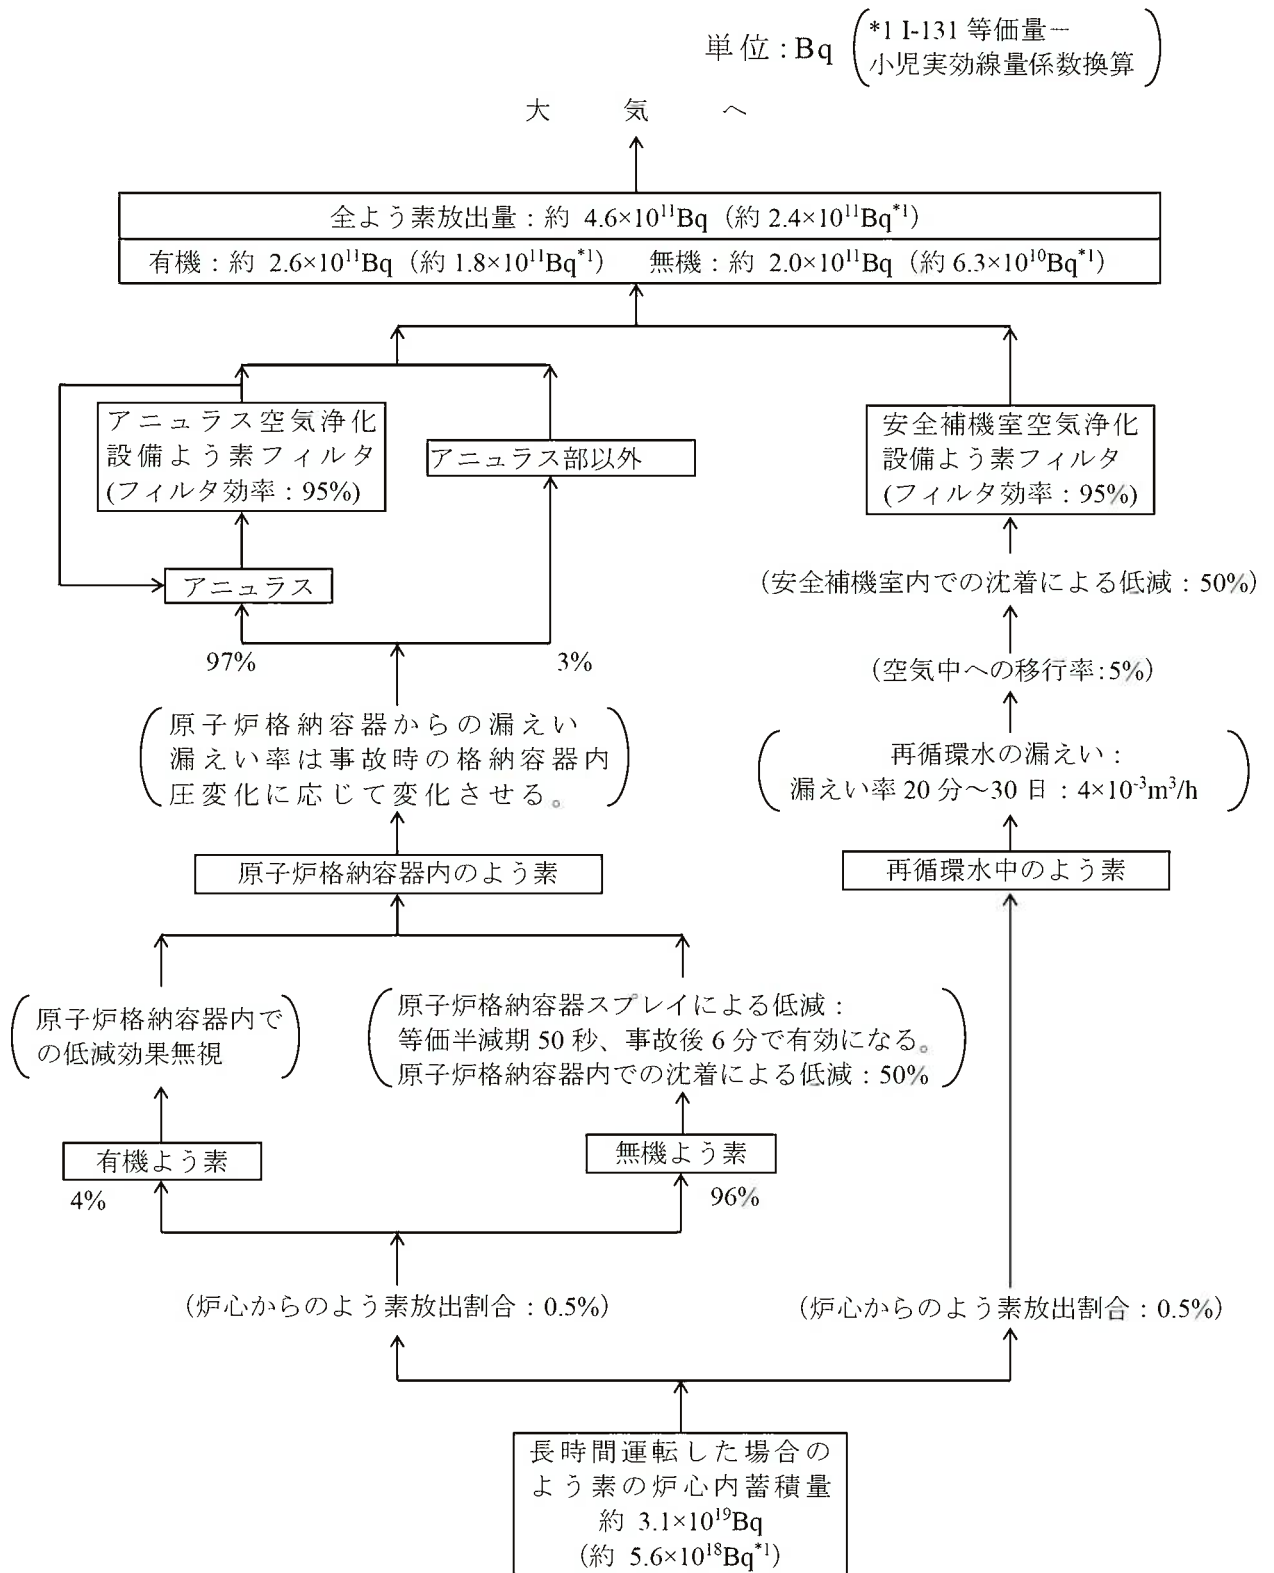 単位：Bq
*1 I-131 等価量－
小児実効線量係数換算
大気へ
全よう素放出量：約 4.6×10¹¹Bq（約 2.4×10¹¹Bq*¹）
有機：約 2.6×10¹¹Bq（約 1.8×10¹¹Bq*¹） 無機：約 2.0×10¹¹Bq（約 6.3×10¹⁰Bq*¹）
アニュラス空気浄化
設備よう素フィルタ
(フィルタ効率：95%)
アニュラス部以外
安全補機室空気浄化
設備よう素フィルタ
(フィルタ効率：95%)
アニュラス
(安全補機室内での沈着による低減：50%)
97%
3%
(空気中への移行率:5%)
原子炉格納容器からの漏えい
漏えい率は事故時の格納容器内
圧変化に応じて変化させる。
再循環水の漏えい：
漏えい率 20 分～30 日：4×10⁻³m³/h
原子炉格納容器内のよう素
再循環水中のよう素
原子炉格納容器内で
の低減効果無視
原子炉格納容器スプレイによる低減：
等価半減期 50 秒、事故後 6 分で有効になる。
原子炉格納容器内での沈着による低減：50%
有機よう素
無機よう素
4%
96%
(炉心からのよう素放出割合：0.5%)
(炉心からのよう素放出割合：0.5%)
長時間運転した場合の
よう素の炉心内蓄積量
約 3.1×10¹⁹Bq
(約 5.6×10¹⁸Bq*¹)